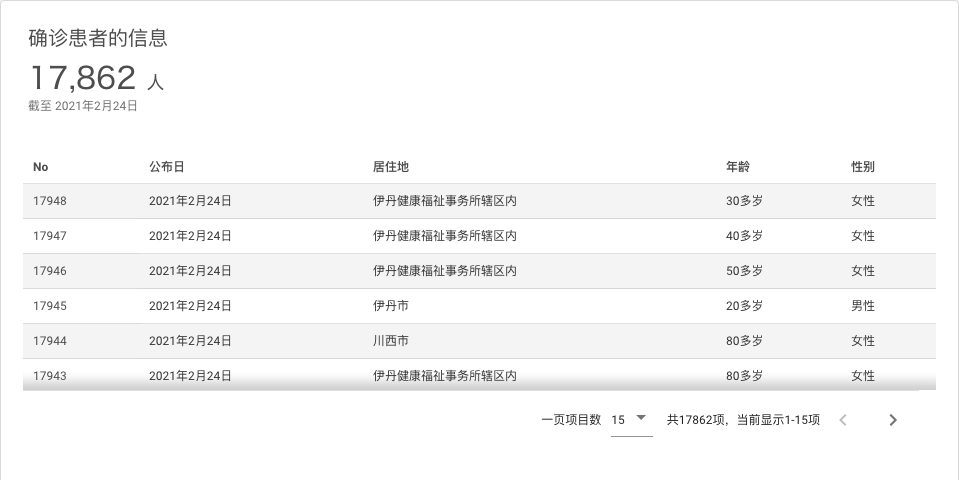 确诊患者的信息
17,862 人
截至 2021年2月24日
No 公布日 居住地 年龄 性别
17948 2021年2月24日 伊丹健康福祉事务所辖区内 30多岁 女性
17947 2021年2月24日 伊丹健康福祉事务所辖区内 40多岁 女性
17946 2021年2月24日 伊丹健康福祉事务所辖区内 50多岁 女性
17945 2021年2月24日 伊丹市 20多岁 男性
17944 2021年2月24日 川西市 80多岁 女性
17943 2021年2月24日 伊丹健康福祉事务所辖区内 80多岁 女性
一页项目数 15 共17862项，当前显示1-15项